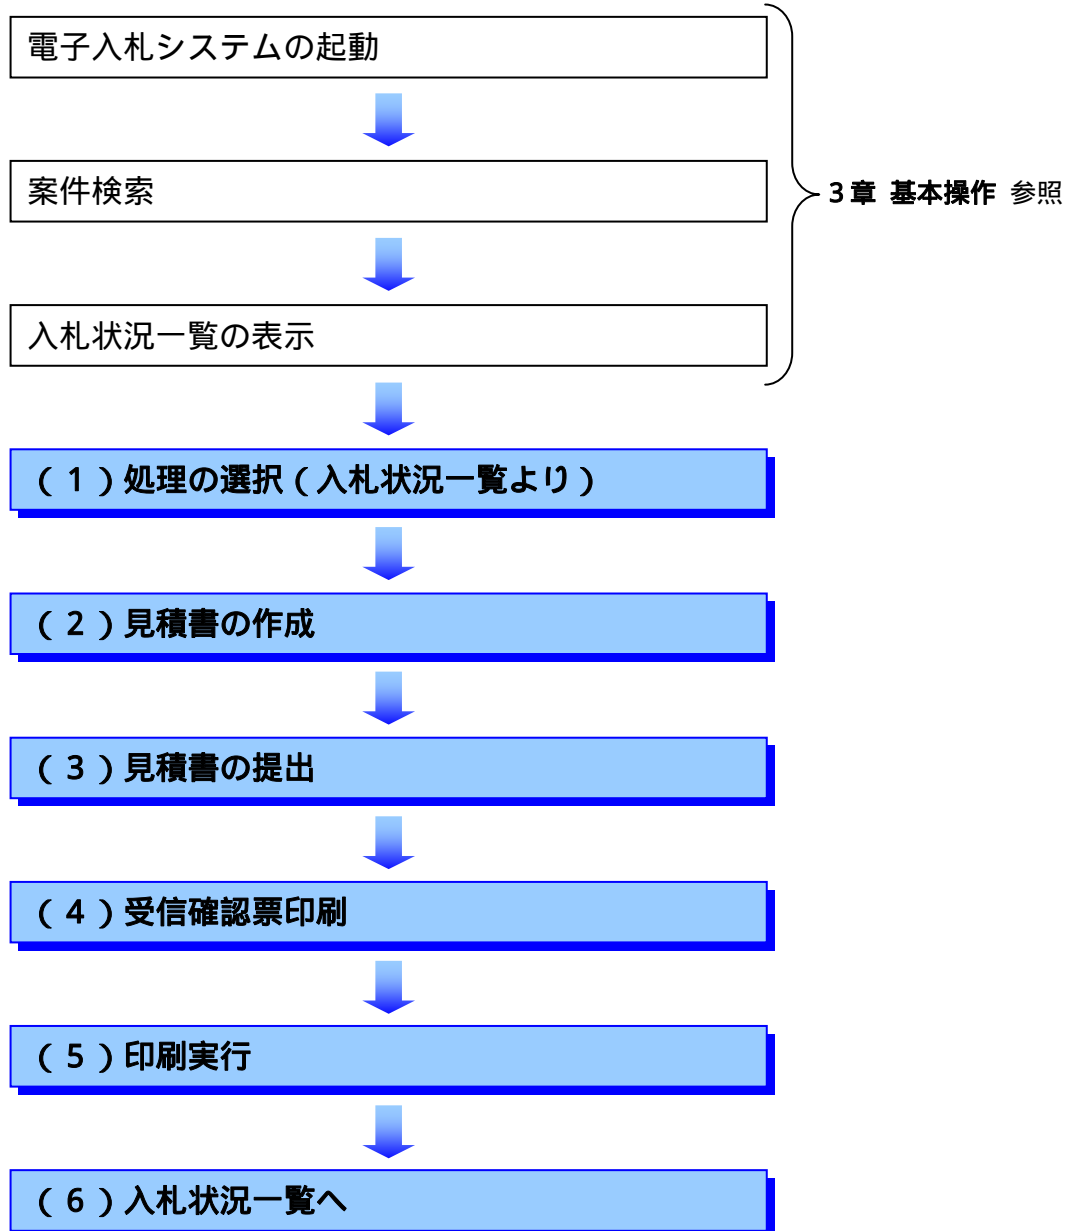 電子入札システムの起動
案件検索
3章 基本操作 参照
入札状況一覧の表示
（1）処理の選択（入札状況一覧より）
（2）見積書の作成
（3）見積書の提出
（4）受信確認票印刷
（5）印刷実行
（6）入札状況一覧へ